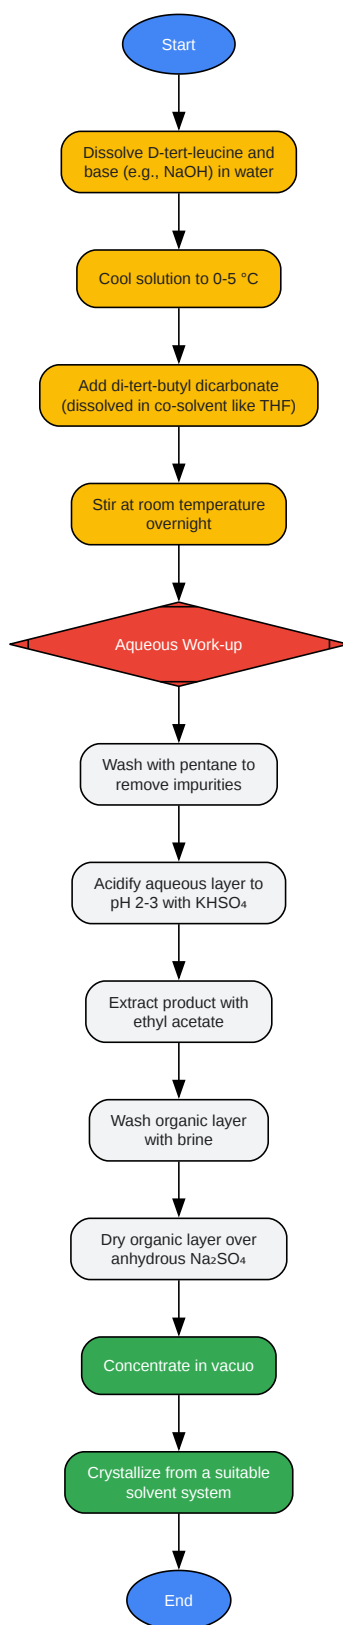 Start
Dissolve D-tert-leucine and
base (e.g., NaOH) in water
Cool solution to 0-5 °C
Add di-tert-butyl dicarbonate
(dissolved in co-solvent like THF)
Stir at room temperature
overnight
Aqueous Work-up
Wash with pentane to
remove impurities
Acidify aqueous layer to
pH 2-3 with KHSO₄
Extract product with
ethyl acetate
Wash organic layer
with brine
Dry organic layer over
anhydrous Na₂SO₄
Concentrate in vacuo
Crystallize from a suitable
solvent system
End